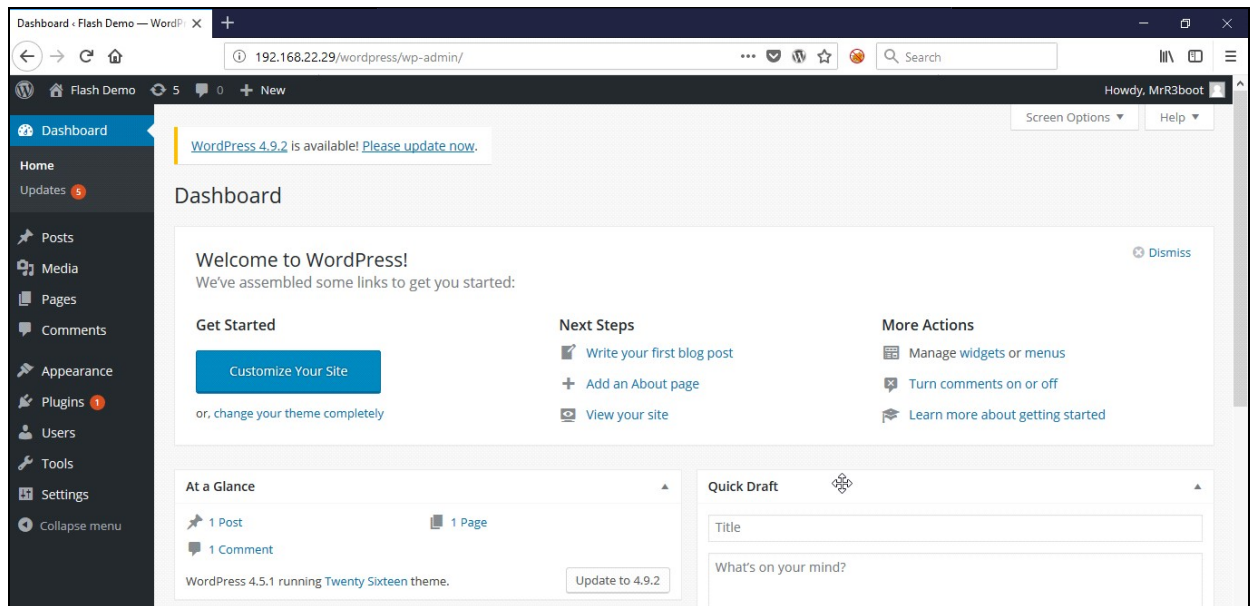 Dashboard ‹ Flash Demo — WordP
192.168.22.29/wordpress/wp-admin/
Search
Flash Demo 5 0 + New Howdy, MrR3boot
Screen Options ▼ Help ▼
Dashboard
Home
Updates 5
Posts
Media
Pages
Comments
Appearance
Plugins 1
Users
Tools
Settings
Collapse menu
WordPress 4.9.2 is available! Please update now.
Dashboard
Welcome to WordPress!
Dismiss
We've assembled some links to get you started:
Get Started
Customize Your Site
or, change your theme completely
Next Steps
Write your first blog post
Add an About page
View your site
More Actions
Manage widgets or menus
Turn comments on or off
Learn more about getting started
At a Glance
1 Post
1 Page
1 Comment
WordPress 4.5.1 running Twenty Sixteen theme.
Update to 4.9.2
Quick Draft
Title
What's on your mind?